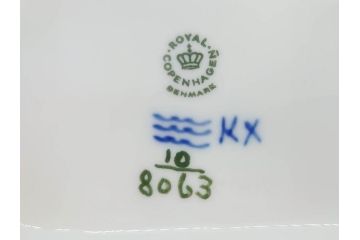 ROYAL
COPENHAGEN
DENMARK
KX
10
8063